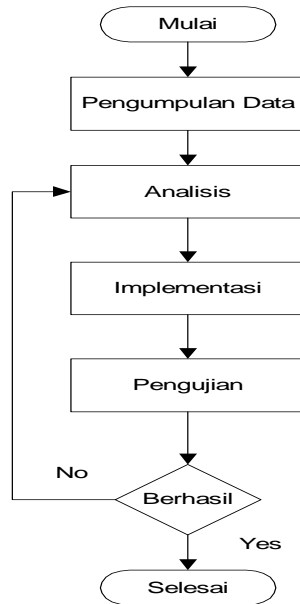 Mulai
Pengumpulan Data
Analisis
Implementasi
Pengujian
No
Berhasil
Yes
Selesai